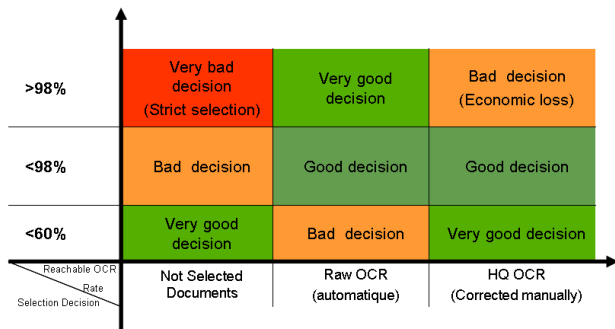 >98%
Very bad
decision
(Strict selection)
Very good
decision
Bad decision
(Economic loss)
<98%
Bad decision
Good decision
Good decision
<60%
Very good
decision
Bad decision
Very good decision
Reachable OCR
Rate
Selection Decision
Not Selected
Documents
Raw OCR
(automatique)
HQ OCR
(Corrected manually)